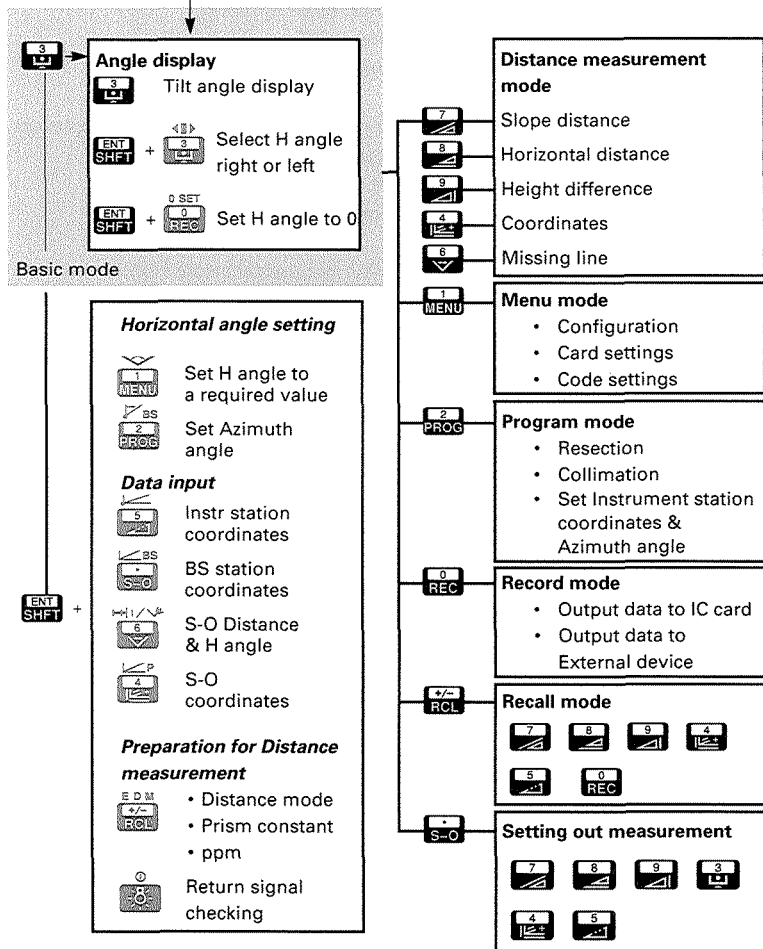 3
Angle display
3
Tilt angle display
ENT
SHFT
+
3
Select H angle
right or left
ENT
SHFT
+
0 SET
0
REC
Set H angle to 0
Basic mode
ENT
SHFT
+
Horizontal angle setting
1
MENU
Set H angle to
a required value
BS
2
PROG
Set Azimuth
angle
Data input
5
Instr station
coordinates
BS
•
S-O
BS station
coordinates
6
S-O Distance
& H angle
P
4
S-O
coordinates
Preparation for Distance
measurement
E D M
+/−
RCL
• Distance mode
• Prism constant
• ppm
Return signal
checking
Distance measurement
mode
7
Slope distance
8
Horizontal distance
9
Height difference
4
Coordinates
6
Missing line
1
MENU
Menu mode
• Configuration
• Card settings
• Code settings
2
PROG
Program mode
• Resection
• Collimation
• Set Instrument station
coordinates &
Azimuth angle
0
REC
Record mode
• Output data to IC card
• Output data to
External device
+/−
RCL
Recall mode
7 8 9 4
5 0
REC
•
S-O
Setting out measurement
7 8 9 3
4 5